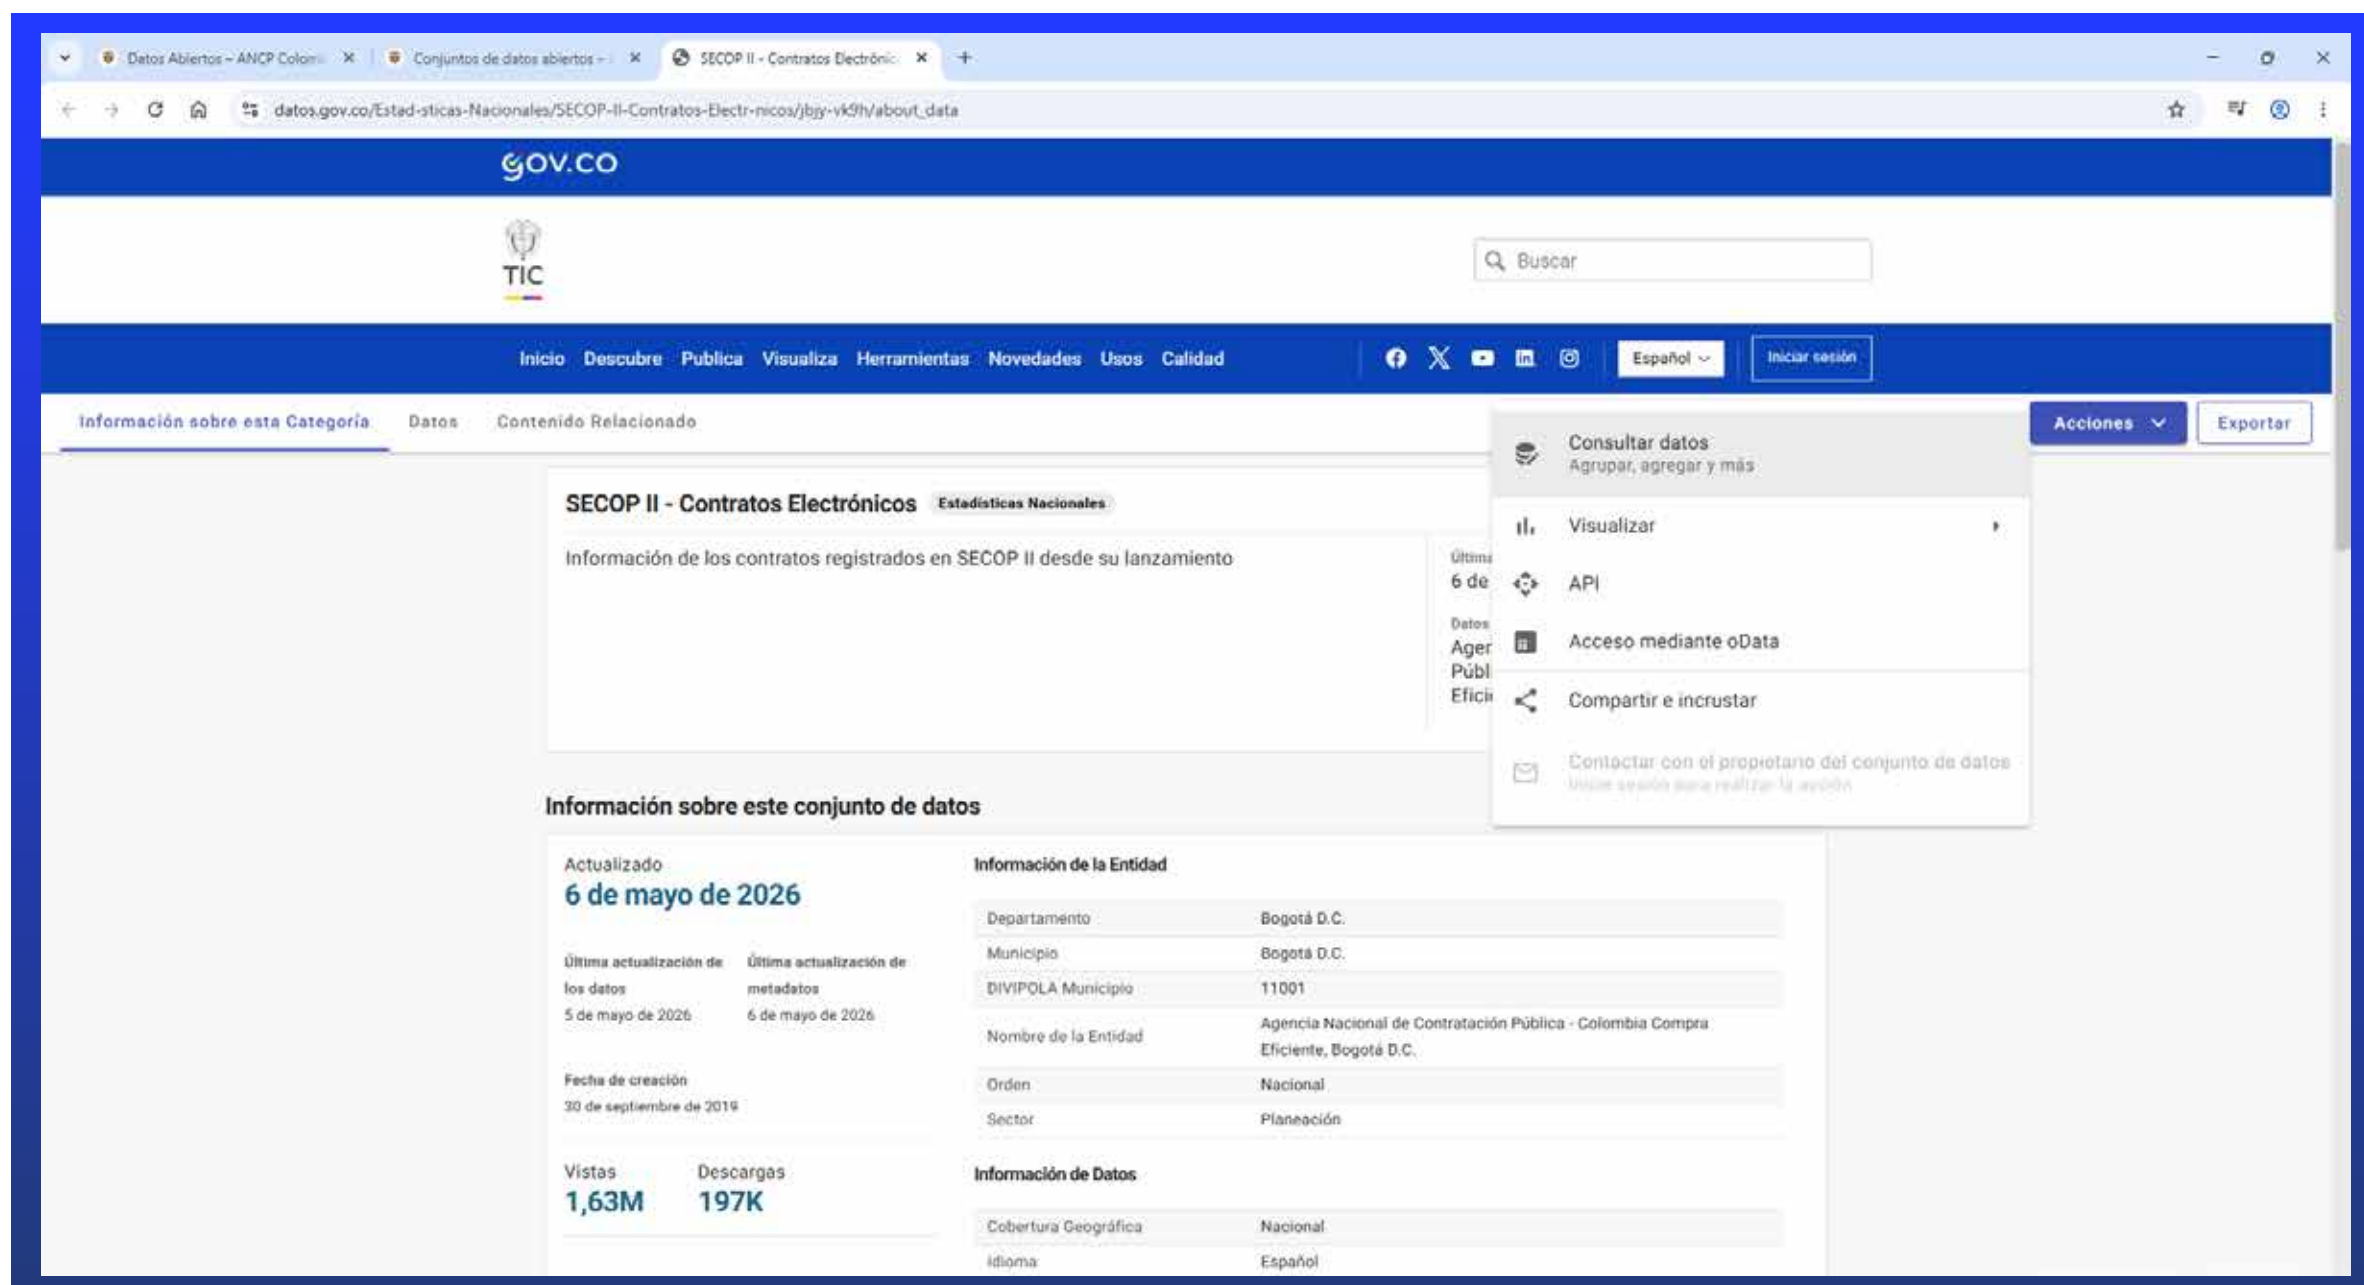 Datos Abiertos – ANCP Colom
Conjuntos de datos abiertos –
SECOP II - Contratos Electrónic
datos.gov.co/Estad-sticas-Nacionales/SECOP-II-Contratos-Electr-nicos/jbjy-vk9h/about_data
GOV.CO
TIC
Buscar
Inicio Descubre Publica Visualiza Herramientas Novedades Usos Calidad
Español
Iniciar sesión
Información sobre esta Categoría Datos Contenido Relacionado
Acciones
Exportar
Consultar datos
Agrupar, agregar y más
Visualizar
API
Acceso mediante oData
Compartir e incrustar
Contactar con el propietario del conjunto de datos
Inicie sesión para realizar la acción
SECOP II - Contratos Electrónicos Estadísticas Nacionales
Información de los contratos registrados en SECOP II desde su lanzamiento
Última
6 de
Datos
Agen
Públ
Efici
Información sobre este conjunto de datos
Actualizado
6 de mayo de 2026
Última actualización de los datos
5 de mayo de 2026
Última actualización de metadatos
6 de mayo de 2026
Fecha de creación
30 de septiembre de 2019
Vistas
1,63M
Descargas
197K
Información de la Entidad
Departamento Bogotá D.C.
Municipio Bogotá D.C.
DIVIPOLA Municipio 11001
Nombre de la Entidad Agencia Nacional de Contratación Pública - Colombia Compra
Eficiente, Bogotá D.C.
Orden Nacional
Sector Planeación
Información de Datos
Cobertura Geográfica Nacional
Idioma Español